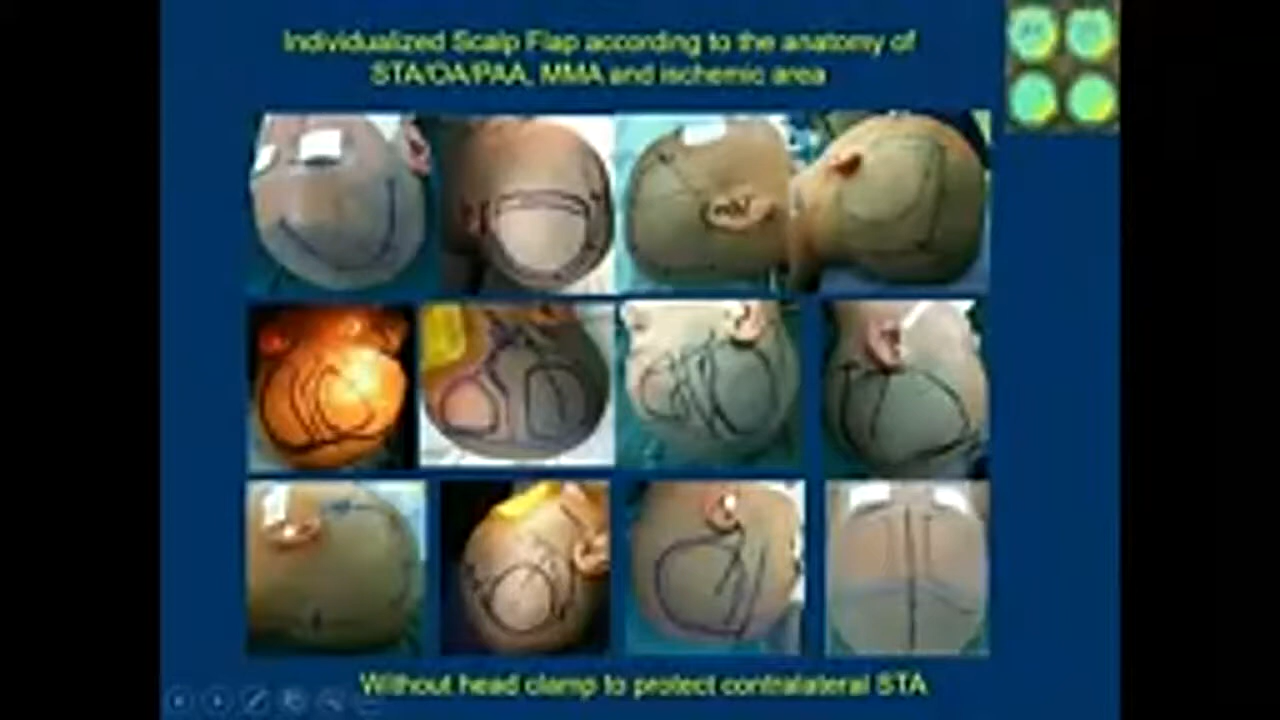 Individualized Scalp Flap according to the anatomy of
STA/OA/PAA, MMA and ischemic area
Without head clamp to protect contralateral STA